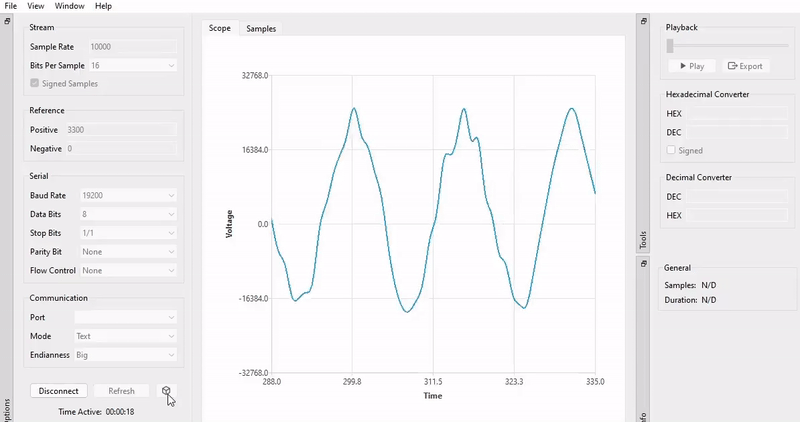 File View Window Help
Stream
Sample Rate 10000
Bits Per Sample 16
Signed Samples
Reference
Positive 3300
Negative 0
Serial
Baud Rate 19200
Data Bits 8
Stop Bits 1/1
Parity Bit None
Flow Control None
Communication
Port
Mode Text
Endianness Big
Disconnect Refresh
Time Active: 00:00:18
Scope Samples
32768.0
16384.0
0.0
-16384.0
-32768.0
Voltage
288.0 299.8 311.5 323.3 335.0
Time
Tools
Playback
Play Export
Hexadecimal Converter
HEX
DEC
Signed
Decimal Converter
DEC
HEX
General
Samples: N/D
Duration: N/D